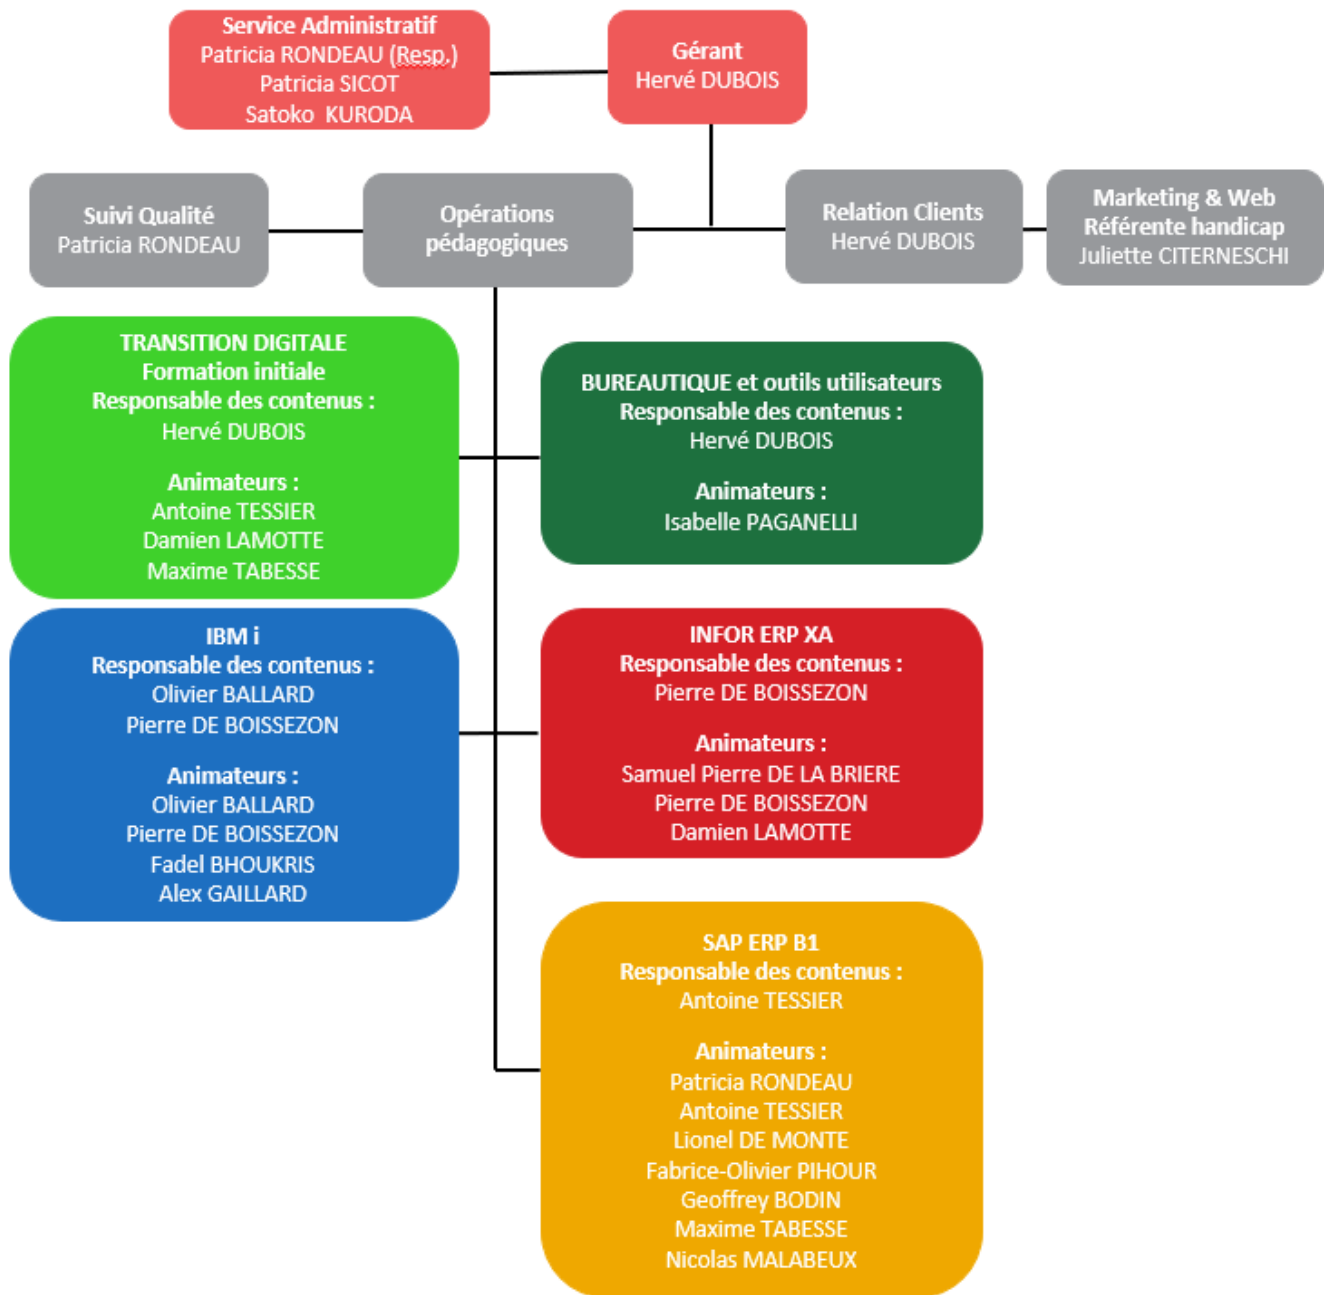 Service Administratif
Patricia RONDEAU (Resp.)
Patricia SICOT
Satoko KURODA
Gérant
Hervé DUBOIS
Suivi Qualité
Patricia RONDEAU
Opérations
pédagogiques
Relation Clients
Hervé DUBOIS
Marketing & Web
Référente handicap
Juliette CITERNESCHI
TRANSITION DIGITALE
Formation initiale
Responsable des contenus :
Hervé DUBOIS
Animateurs :
Antoine TESSIER
Damien LAMOTTE
Maxime TABESSE
BUREAUTIQUE et outils utilisateurs
Responsable des contenus :
Hervé DUBOIS
Animateurs :
Isabelle PAGANELLI
IBM i
Responsable des contenus :
Olivier BALLARD
Pierre DE BOISSEZON
Animateurs :
Olivier BALLARD
Pierre DE BOISSEZON
Fadel BHOUKRIS
Alex GAILLARD
INFOR ERP XA
Responsable des contenus :
Pierre DE BOISSEZON
Animateurs :
Samuel Pierre DE LA BRIERE
Pierre DE BOISSEZON
Damien LAMOTTE
SAP ERP B1
Responsable des contenus :
Antoine TESSIER
Animateurs :
Patricia RONDEAU
Antoine TESSIER
Lionel DE MONTE
Fabrice-Olivier PIHOUR
Geoffrey BODIN
Maxime TABESSE
Nicolas MALABEUX